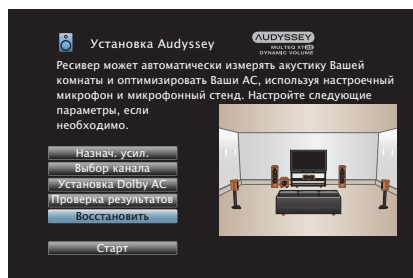 Установка Audyssey
AUDYSSEY
MULTEQ XT32
DYNAMIC VOLUME
Ресивер может автоматически измерять акустику Вашей
комнаты и оптимизировать Ваши АС, используя настроечный
микрофон и микрофонный стенд. Настройте следующие
параметры, если
необходимо.
Назнач. усил.
Выбор канала
Установка Dolby АС
Проверка результатов
Восстановить
Старт